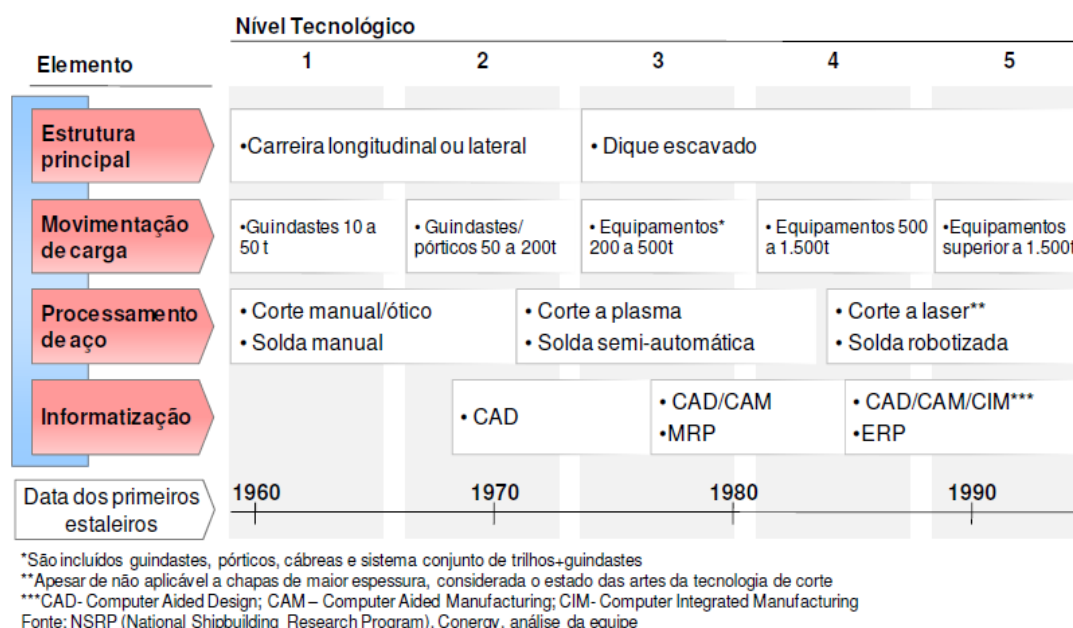 Nível Tecnológico
Elemento
1
2
3
4
5
Estrutura
principal
•Carreira longitudinal ou lateral
• Dique escavado
Movimentação
de carga
•Guindastes 10 a
50 t
• Guindastes/
pórticos 50 a 200t
• Equipamentos*
200 a 500t
• Equipamentos 500
a 1.500t
•Equipamentos
superior a 1.500t
Processamento
de aço
• Corte manual/ótico
• Solda manual
• Corte a plasma
• Solda semi-automática
• Corte a laser**
• Solda robotizada
Informatização
• CAD
• CAD/CAM
•MRP
• CAD/CAM/CIM***
•ERP
Data dos primeiros
estaleiros
1960
1970
1980
1990
*São incluídos guindastes, pórticos, cábreas e sistema conjunto de trilhos+guindastes
**Apesar de não aplicável a chapas de maior espessura, considerada o estado das artes da tecnologia de corte
***CAD- Computer Aided Design; CAM – Computer Aided Manufacturing; CIM- Computer Integrated Manufacturing
Fonte: NSRP (National Shipbuilding Research Program), Conergy, análise da equipe